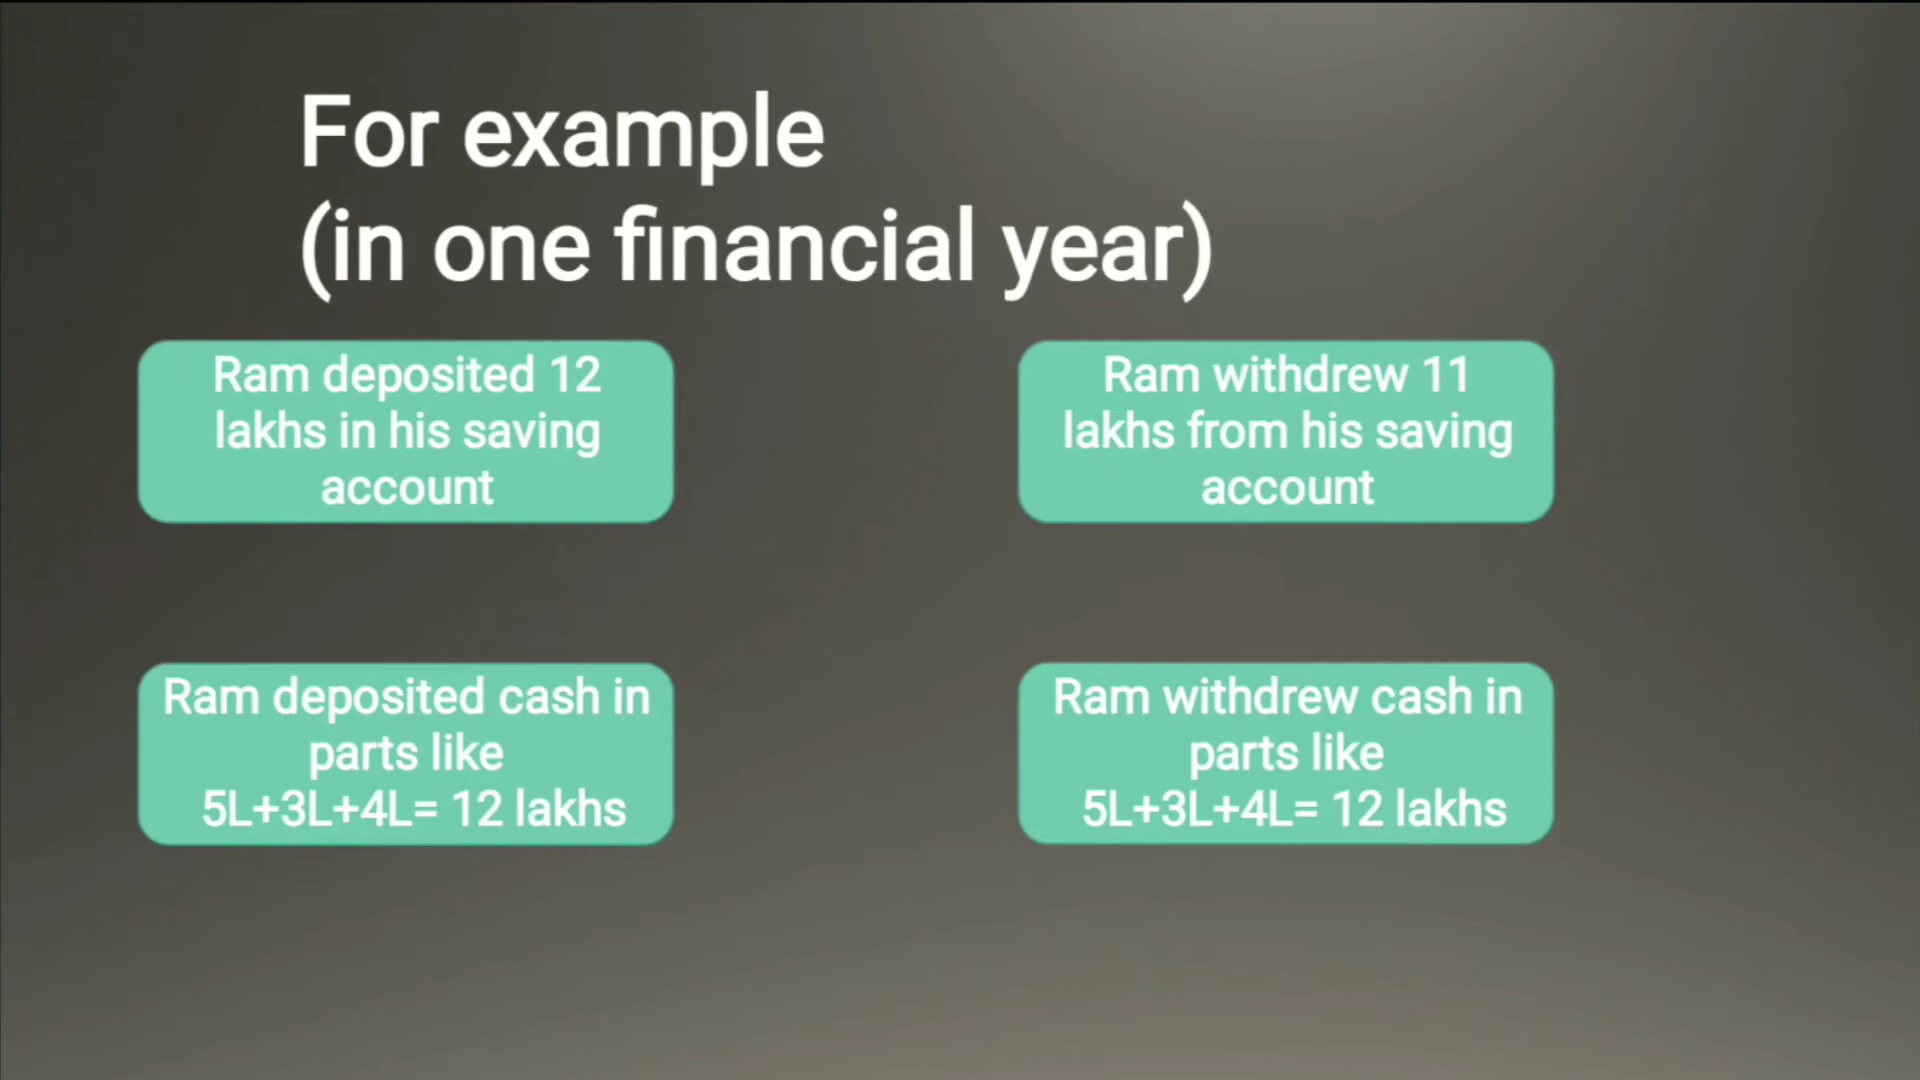 For example
(in one financial year)
Ram deposited 12
lakhs in his saving
account
Ram withdrew 11
lakhs from his saving
account
Ram deposited cash in
parts like
5L+3L+4L= 12 lakhs
Ram withdrew cash in
parts like
5L+3L+4L= 12 lakhs